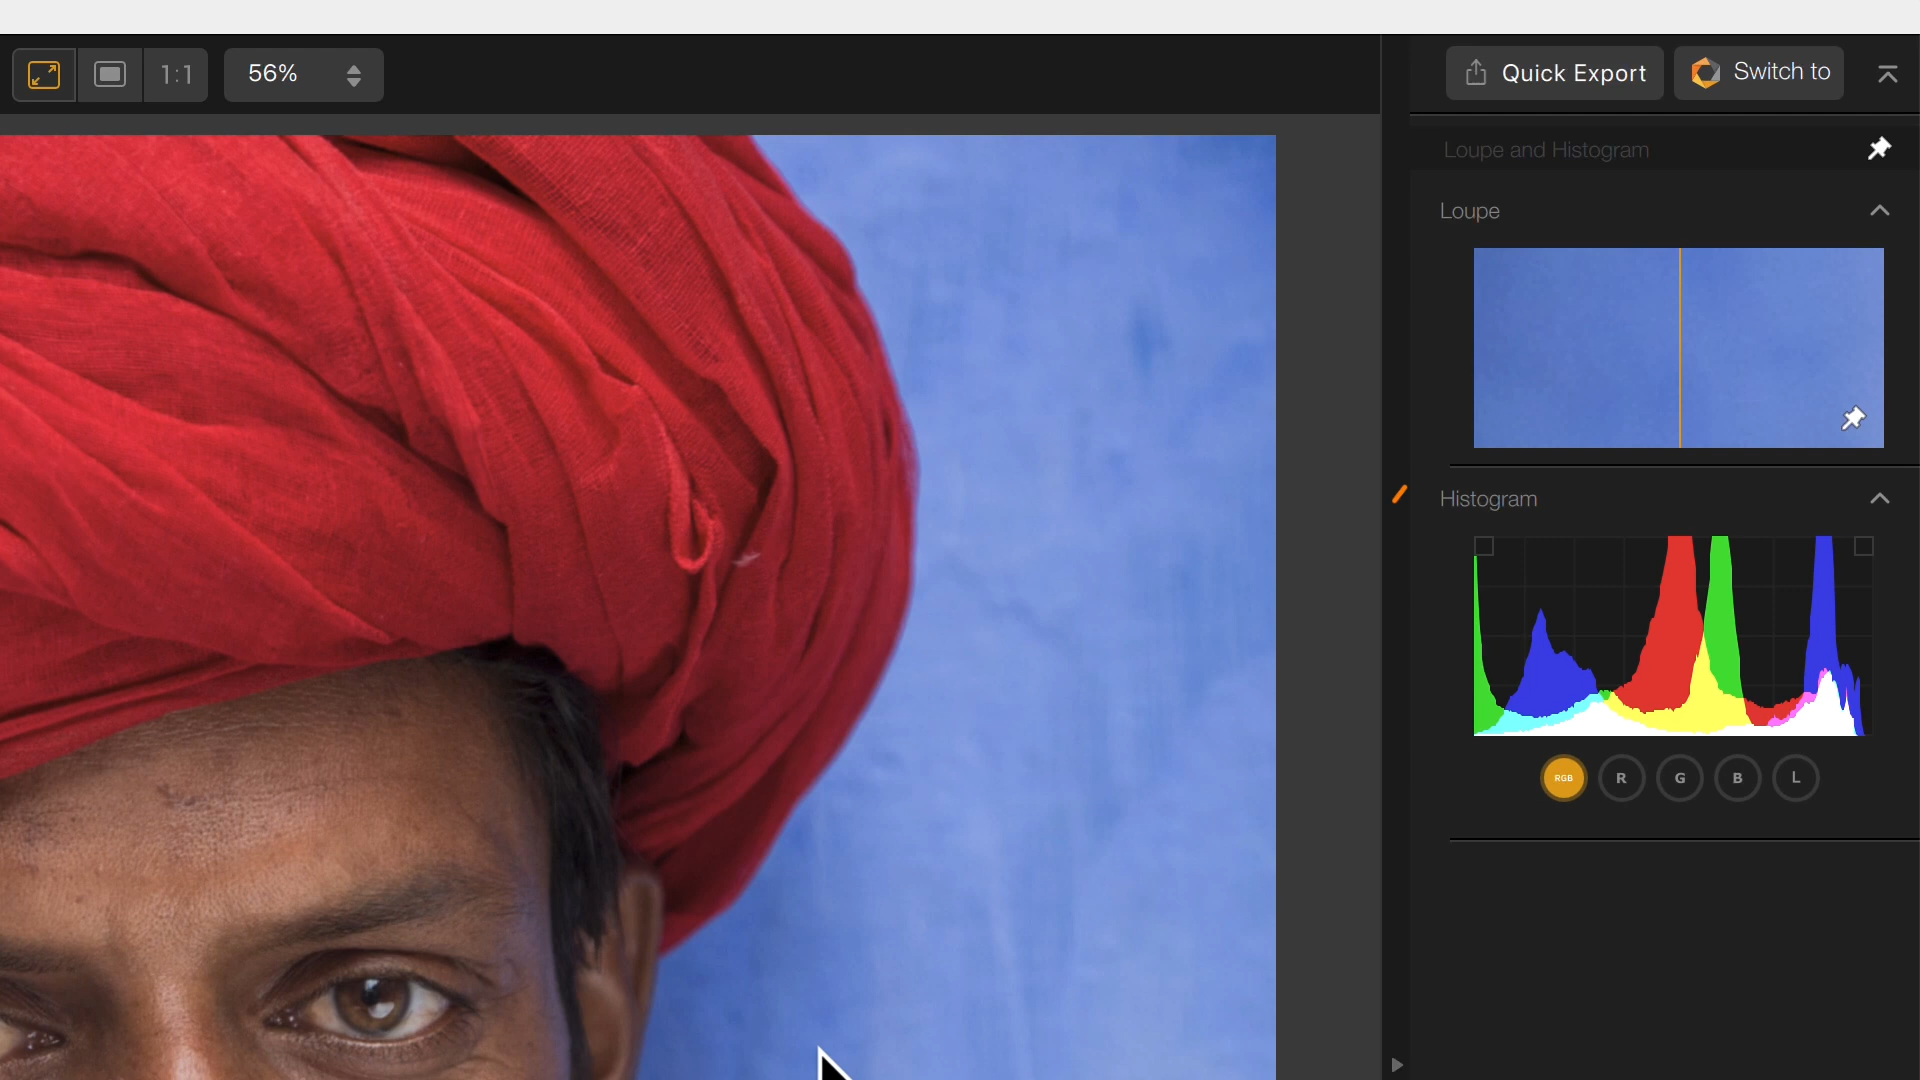 1:1
56%
Quick Export
Switch to
Loupe and Histogram
Loupe
Histogram
RGB
R
G
B
L